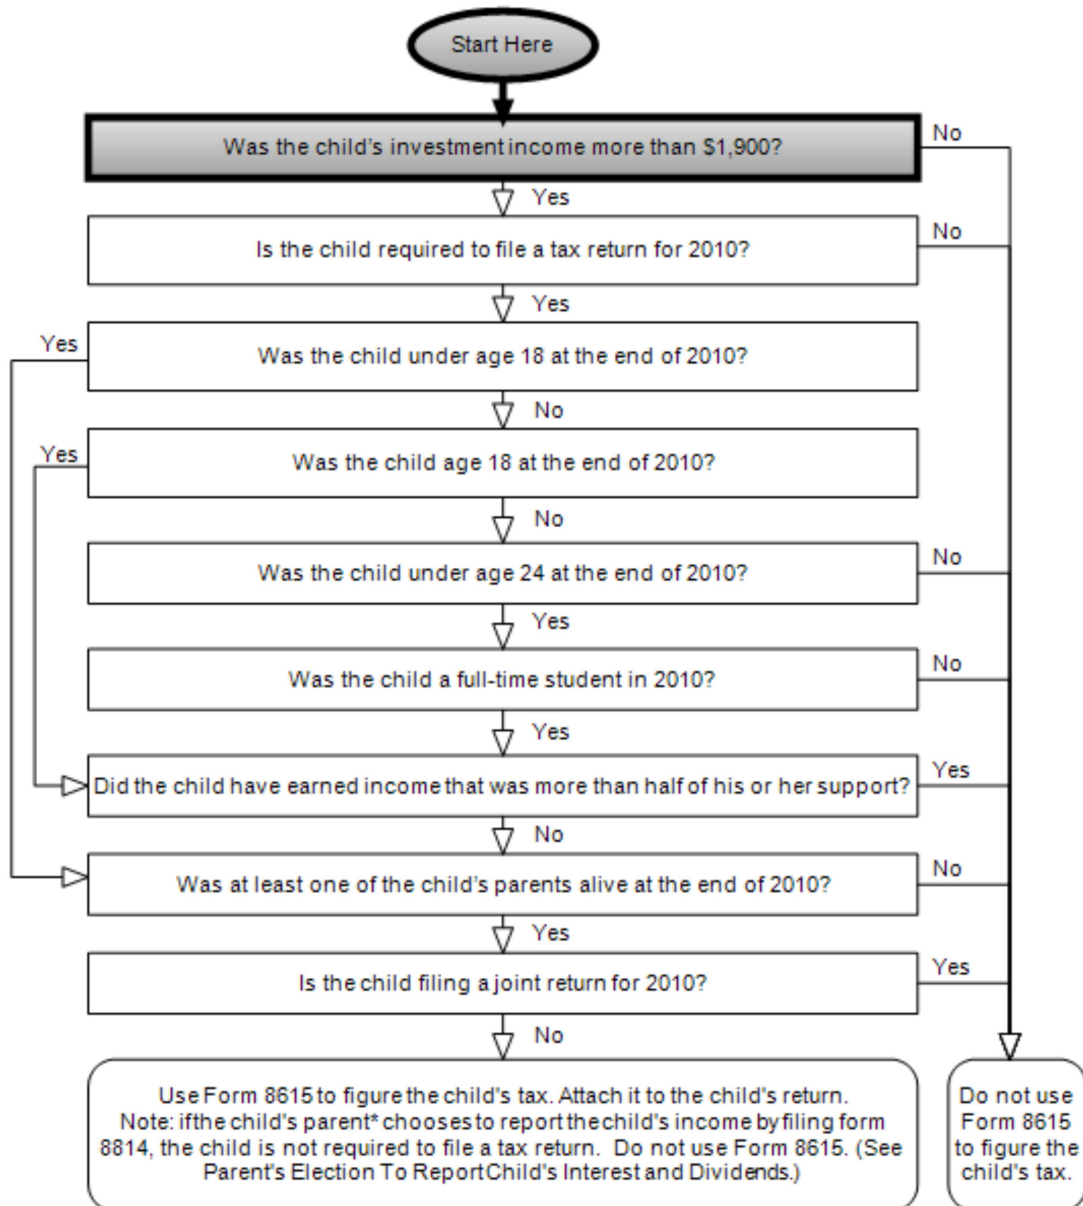 Start Here
Was the child's investment income more than $1,900?
No
Yes
Is the child required to file a tax return for 2010?
No
Yes
Yes
Was the child under age 18 at the end of 2010?
No
Yes
Was the child age 18 at the end of 2010?
No
Was the child under age 24 at the end of 2010?
No
Yes
Was the child a full-time student in 2010?
No
Yes
Did the child have earned income that was more than half of his or her support?
Yes
No
Was at least one of the child's parents alive at the end of 2010?
No
Yes
Is the child filing a joint return for 2010?
Yes
No
Use Form 8615 to figure the child's tax. Attach it to the child's return.
Note: if the child's parent* chooses to report the child's income by filing form
8814, the child is not required to file a tax return. Do not use Form 8615. (See
Parent's Election To Report Child's Interest and Dividends.)
Do not use
Form 8615
to figure the
child's tax.